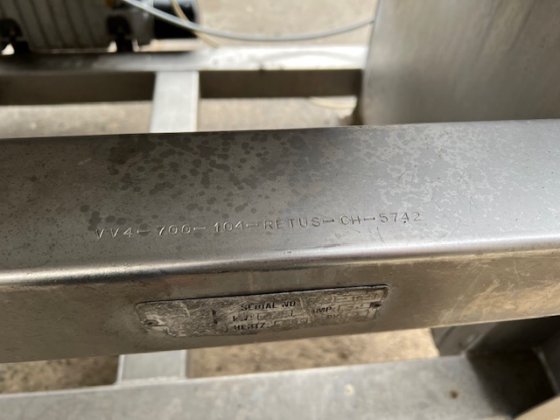 VV4-700-104-RETUS-CH-5742
SERIAL NO
AMP
HERTZ